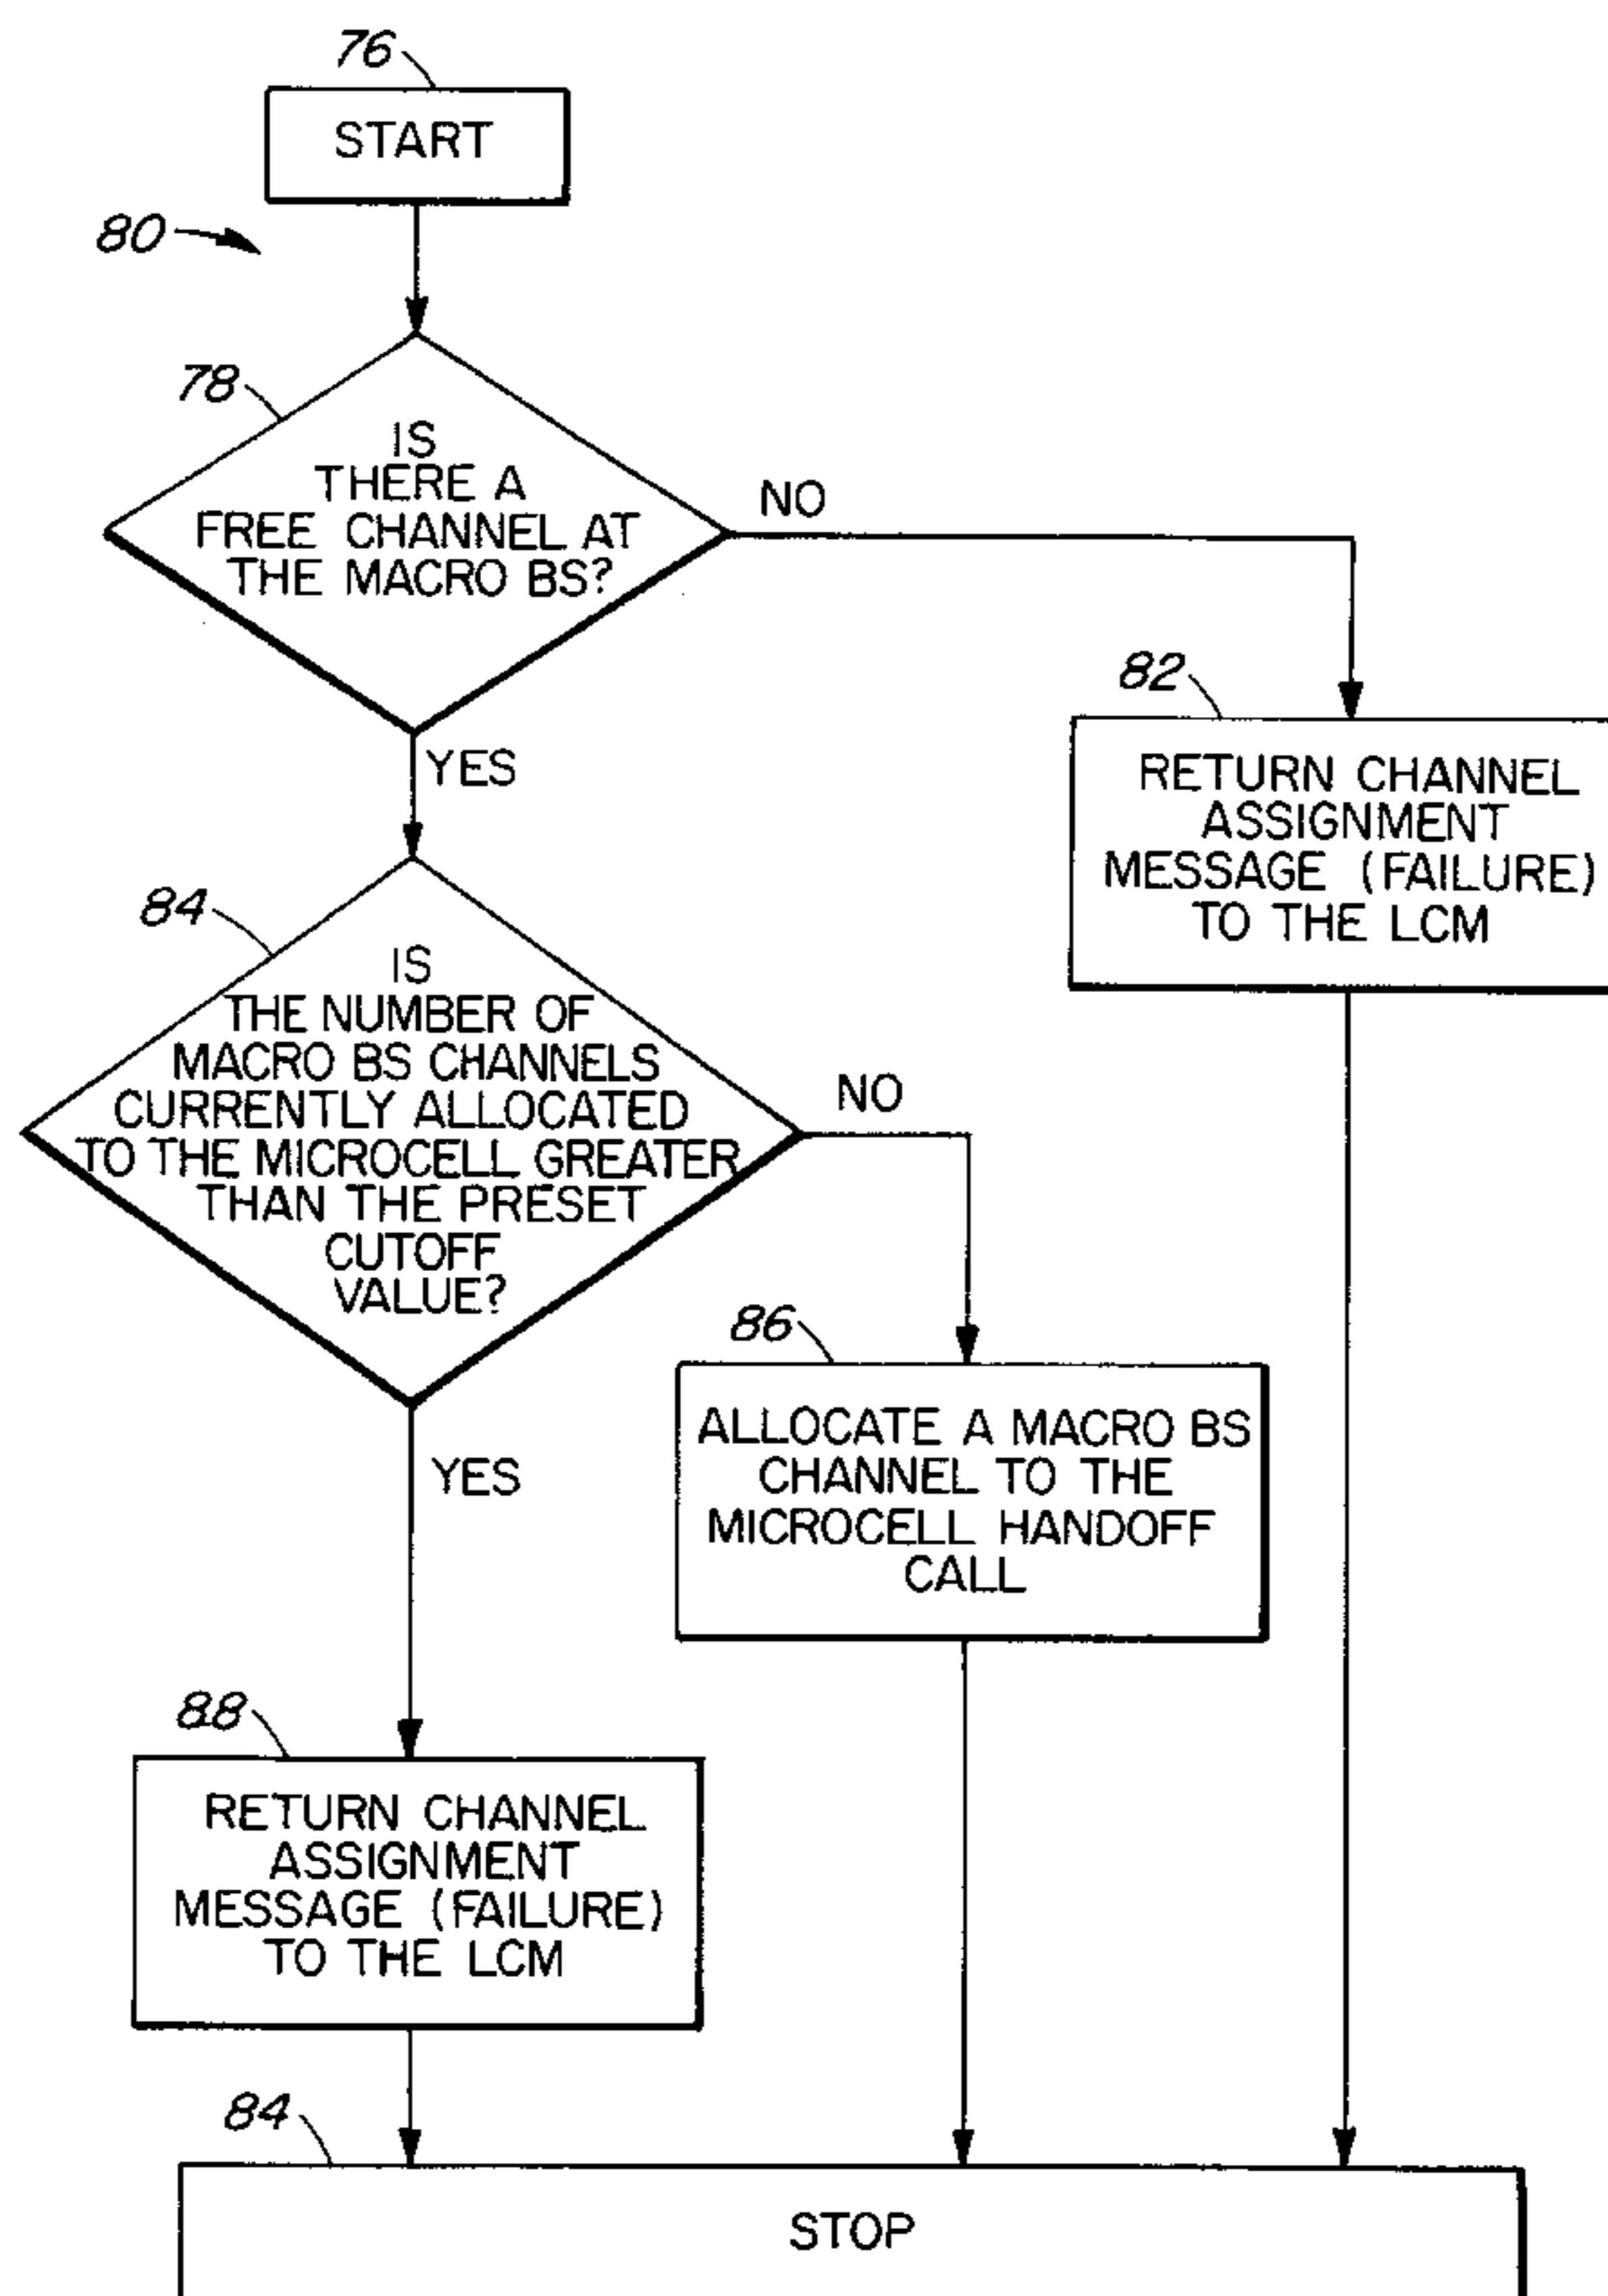 76
START
80
78
IS
THERE A
FREE CHANNEL AT
THE MACRO BS?
NO
YES
82
RETURN CHANNEL
ASSIGNMENT
MESSAGE (FAILURE)
TO THE LCM
84
IS
THE NUMBER OF
MACRO BS CHANNELS
CURRENTLY ALLOCATED
TO THE MICROCELL GREATER
THAN THE PRESET
CUTOFF
VALUE?
NO
YES
86
ALLOCATE A MACRO BS
CHANNEL TO THE
MICROCELL HANDOFF
CALL
88
RETURN CHANNEL
ASSIGNMENT
MESSAGE (FAILURE)
TO THE LCM
84
STOP